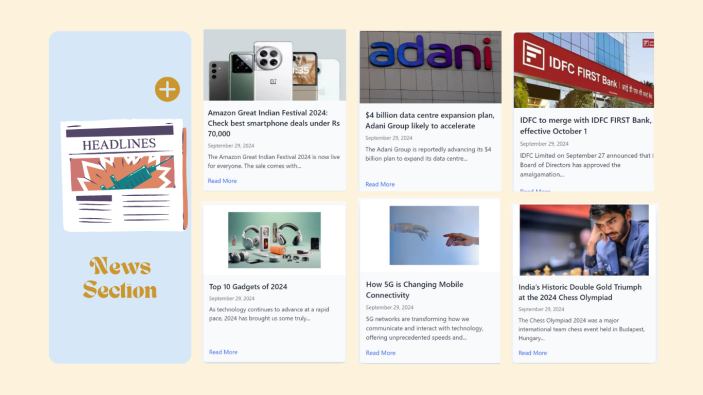 HEADLINES
News
Section
Amazon Great Indian Festival 2024:
Check best smartphone deals under Rs
70,000
September 29, 2024
The Amazon Great Indian Festival 2024 is now live
for everyone. The sale comes with...
Read More
adani
$4 billion data centre expansion plan,
Adani Group likely to accelerate
September 29, 2024
The Adani Group is reportedly advancing its $4
billion plan to expand its data centre...
Read More
IDFC FIRST Bank
IDFC to merge with IDFC FIRST Bank,
effective October 1
September 29, 2024
IDFC Limited on September 27 announced that
Board of Directors has approved the
amalgamation...
Read More
Top 10 Gadgets of 2024
September 29, 2024
As technology continues to advance at a rapid
pace, 2024 has brought us some truly...
Read More
How 5G is Changing Mobile
Connectivity
September 29, 2024
5G networks are transforming how we
communicate and interact with technology,
offering unprecedented speeds and...
Read More
India's Historic Double Gold Triumph
at the 2024 Chess Olympiad
September 29, 2024
The Chess Olympiad 2024 was a major
international team chess event held in Budapest,
Hungary...
Read More